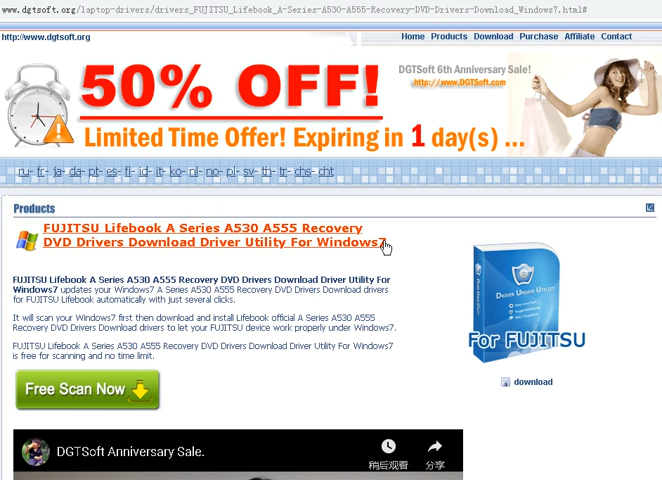 www.dgtsoft.org/laptop-drivers/drivers_FUJITSU_Lifebook_A-Series-A530-A555-Recovery-DVD-Drivers-Download_Windows7.html#
http://www.dgtsoft.org
Home Products Download Purchase Affiliate Contact
50% OFF!
DGTSoft 6th Anniversary Sale!
http://www.DGTSoft.com
Limited Time Offer! Expiring in 1 day(s) ...
ru- fr- ja- da- pt- es- fi- id- it- ko- nl- no- pl- sv- th- tr- chs- cht
Products
FUJITSU Lifebook A Series A530 A555 Recovery
DVD Drivers Download Driver Utility For Windows7
FUJITSU Lifebook A Series A530 A555 Recovery DVD Drivers Download Driver Utility For
Windows7 updates your Windows7 A Series A530 A555 Recovery DVD Drivers Download drivers
for FUJITSU Lifebook automatically with just several clicks.
It will scan your Windows7 first then download and install Lifebook official A Series A530 A555
Recovery DVD Drivers Download drivers to let your FUJITSU device work properly under Windows7.
FUJITSU Lifebook A Series A530 A555 Recovery DVD Drivers Download Driver Utility For Windows7
is free for scanning and no time limit.
Free Scan Now
DRIVER UPDATE UTILITY
For FUJITSU
download
DGTSoft Anniversary Sale.
稍后观看
分享